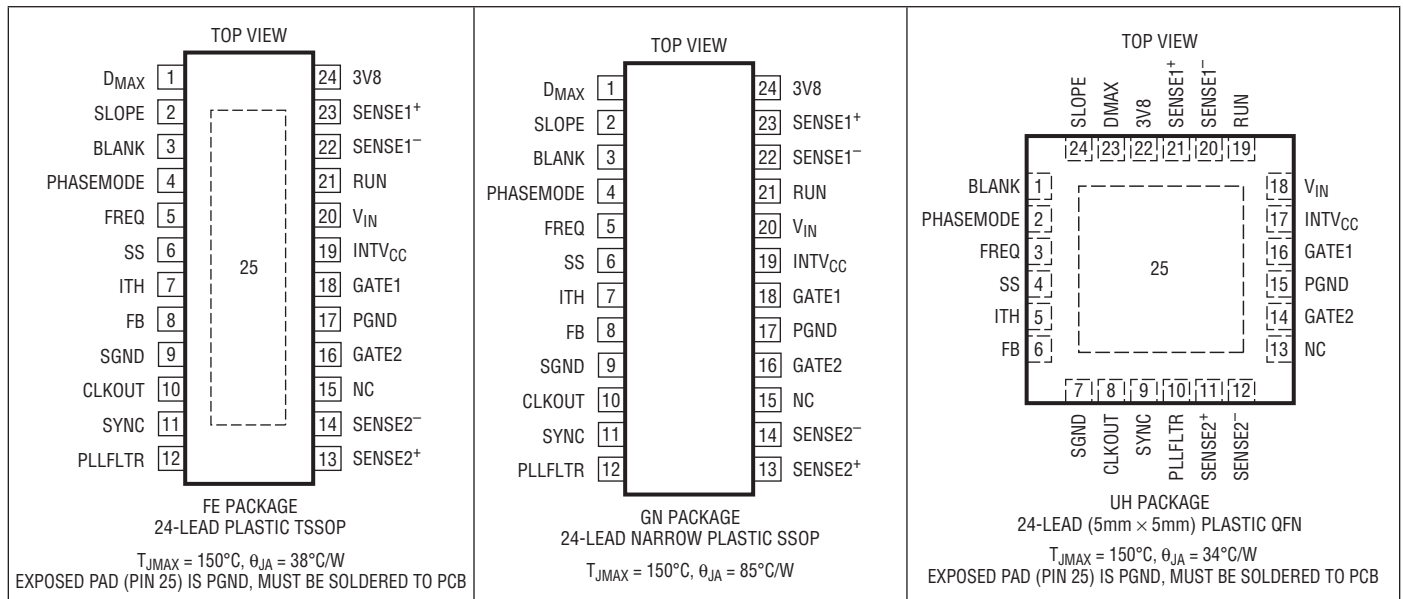 TOP VIEW
DMAX 1
SLOPE 2
BLANK 3
PHASEMODE 4
FREQ 5
SS 6
ITH 7
FB 8
SGND 9
CLKOUT 10
SYNC 11
PLLFLTR 12
24 3V8
23 SENSE1+
22 SENSE1–
21 RUN
20 VIN
19 INTVCC
18 GATE1
17 PGND
16 GATE2
15 NC
14 SENSE2–
13 SENSE2+
25
FE PACKAGE
24-LEAD PLASTIC TSSOP
TJMAX = 150°C, θJA = 38°C/W
EXPOSED PAD (PIN 25) IS PGND, MUST BE SOLDERED TO PCB
TOP VIEW
DMAX 1
SLOPE 2
BLANK 3
PHASEMODE 4
FREQ 5
SS 6
ITH 7
FB 8
SGND 9
CLKOUT 10
SYNC 11
PLLFLTR 12
24 3V8
23 SENSE1+
22 SENSE1–
21 RUN
20 VIN
19 INTVCC
18 GATE1
17 PGND
16 GATE2
15 NC
14 SENSE2–
13 SENSE2+
GN PACKAGE
24-LEAD NARROW PLASTIC SSOP
TJMAX = 150°C, θJA = 85°C/W
TOP VIEW
SLOPE 24
DMAX 23
3V8 22
SENSE1+ 21
SENSE1– 20
RUN 19
BLANK 1
PHASEMODE 2
FREQ 3
SS 4
ITH 5
FB 6
18 VIN
17 INTVCC
16 GATE1
15 PGND
14 GATE2
13 NC
25
7 SGND
8 CLKOUT
9 SYNC
10 PLLFLTR
11 SENSE2+
12 SENSE2–
UH PACKAGE
24-LEAD (5mm × 5mm) PLASTIC QFN
TJMAX = 150°C, θJA = 34°C/W
EXPOSED PAD (PIN 25) IS PGND, MUST BE SOLDERED TO PCB